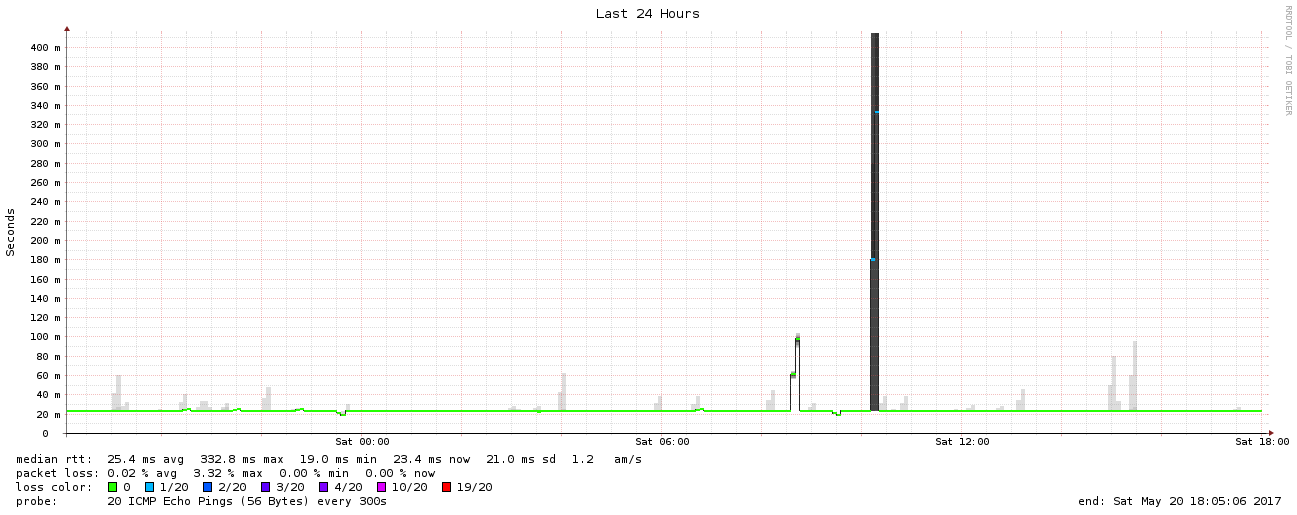 Last 24 Hours
RRDTOOL / TOBI OETIKER
Seconds
400 m
380 m
360 m
340 m
320 m
300 m
280 m
260 m
240 m
220 m
200 m
180 m
160 m
140 m
120 m
100 m
80 m
60 m
40 m
20 m
0
Sat 00:00 Sat 06:00 Sat 12:00 Sat 18:00
median rtt: 25.4 ms avg 332.8 ms max 19.0 ms min 23.4 ms now 21.0 ms sd 1.2 am/s
packet loss: 0.02 % avg 3.32 % max 0.00 % min 0.00 % now
loss color: 0 1/20 2/20 3/20 4/20 10/20 19/20
probe: 20 ICMP Echo Pings (56 Bytes) every 300s end: Sat May 20 18:05:06 2017